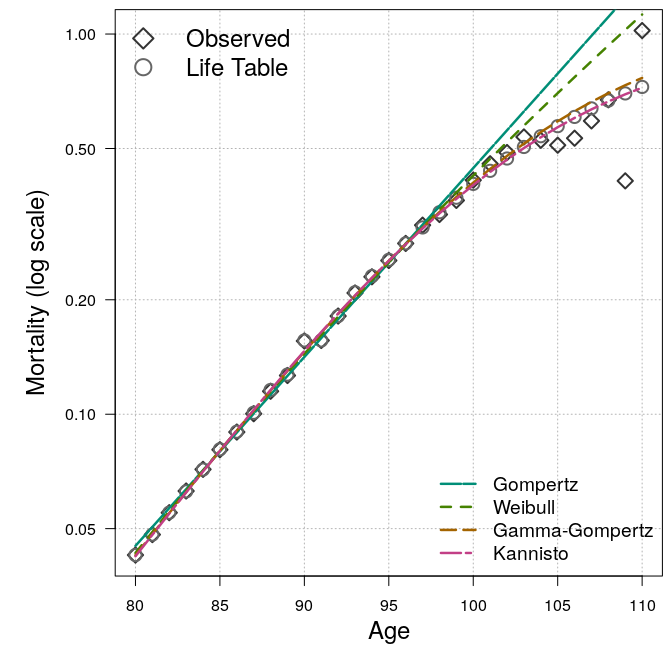 Observed
Life Table
1.00
0.50
0.20
0.10
0.05
Mortality (log scale)
Gompertz
Weibull
Gamma-Gompertz
Kannisto
80 85 90 95 100 105 110
Age